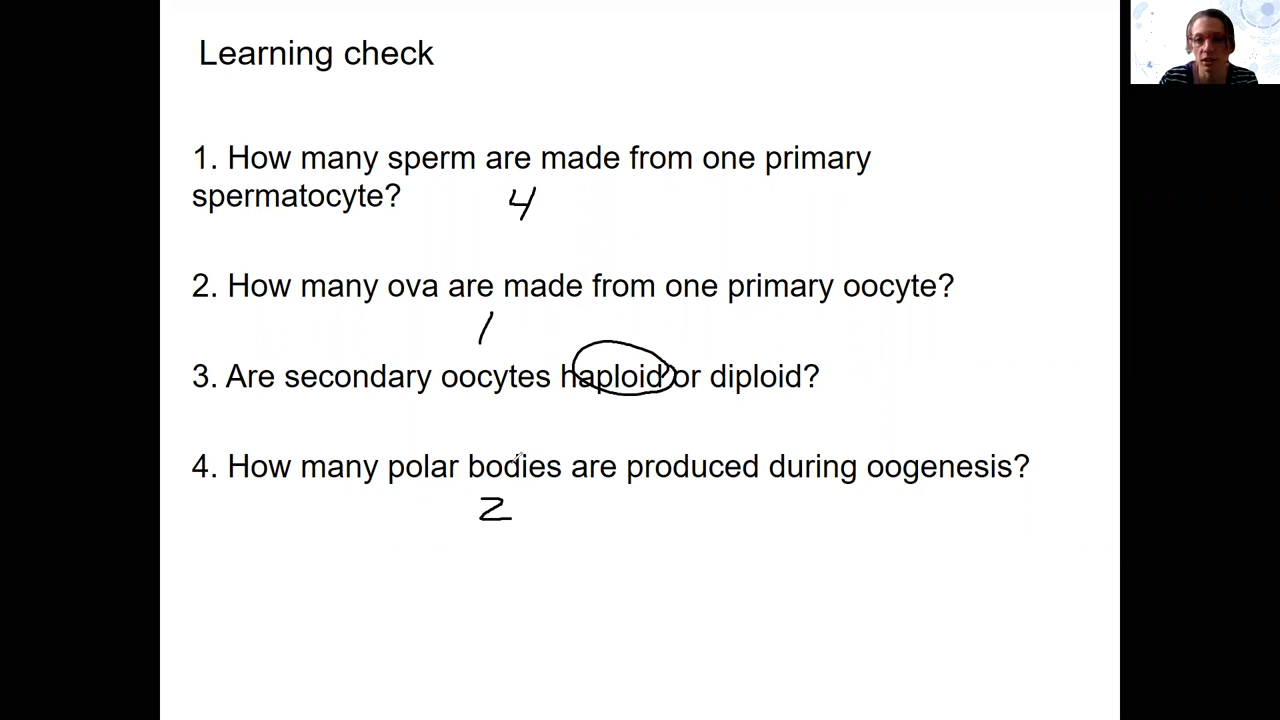 Learning check
1. How many sperm are made from one primary
spermatocyte?
4
2. How many ova are made from one primary oocyte?
1
3. Are secondary oocytes haploid or diploid?
4. How many polar bodies are produced during oogenesis?
2